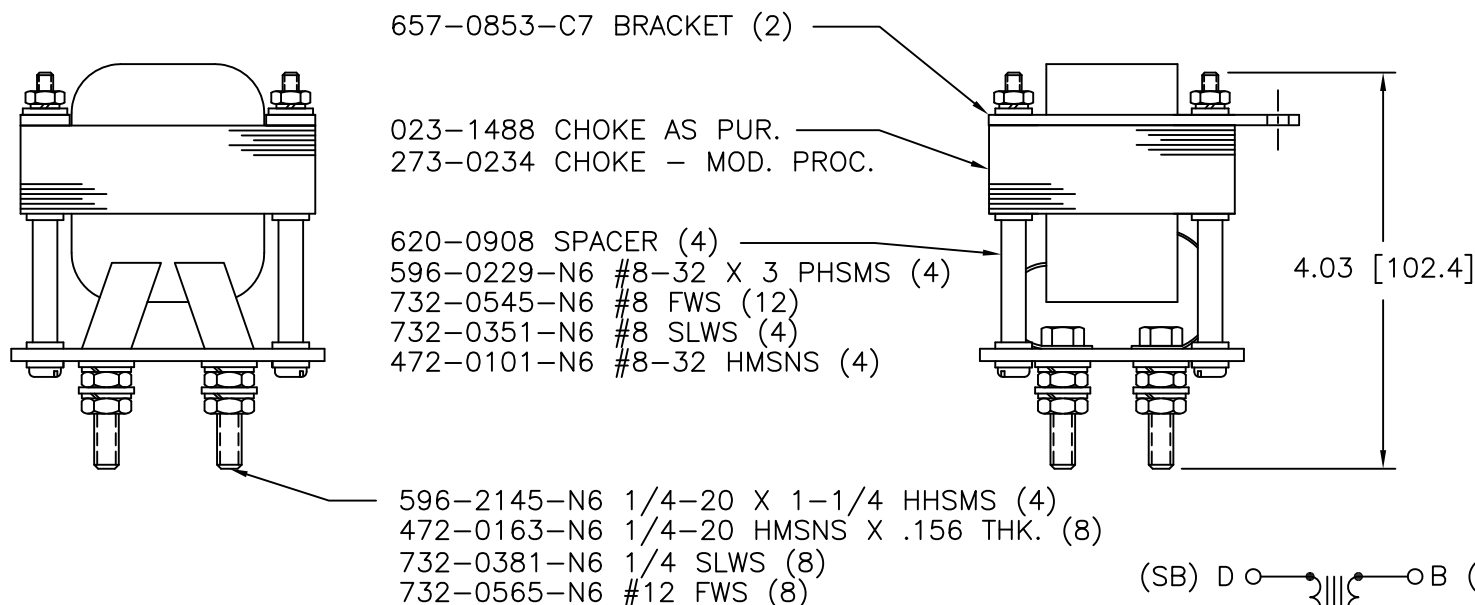 657-0853-C7 BRACKET (2)
023-1488 CHOKE AS PUR.
273-0234 CHOKE - MOD. PROC.
620-0908 SPACER (4)
596-0229-N6 #8-32 X 3 PHSMS (4)
732-0545-N6 #8 FWS (12)
732-0351-N6 #8 SLWS (4)
472-0101-N6 #8-32 HMSNS (4)
4.03 [102.4]
596-2145-N6 1/4-20 X 1-1/4 HHSMS (4)
472-0163-N6 1/4-20 HMSNS X .156 THK. (8)
732-0381-N6 1/4 SLWS (8)
732-0565-N6 #12 FWS (8)
(SB) D B (